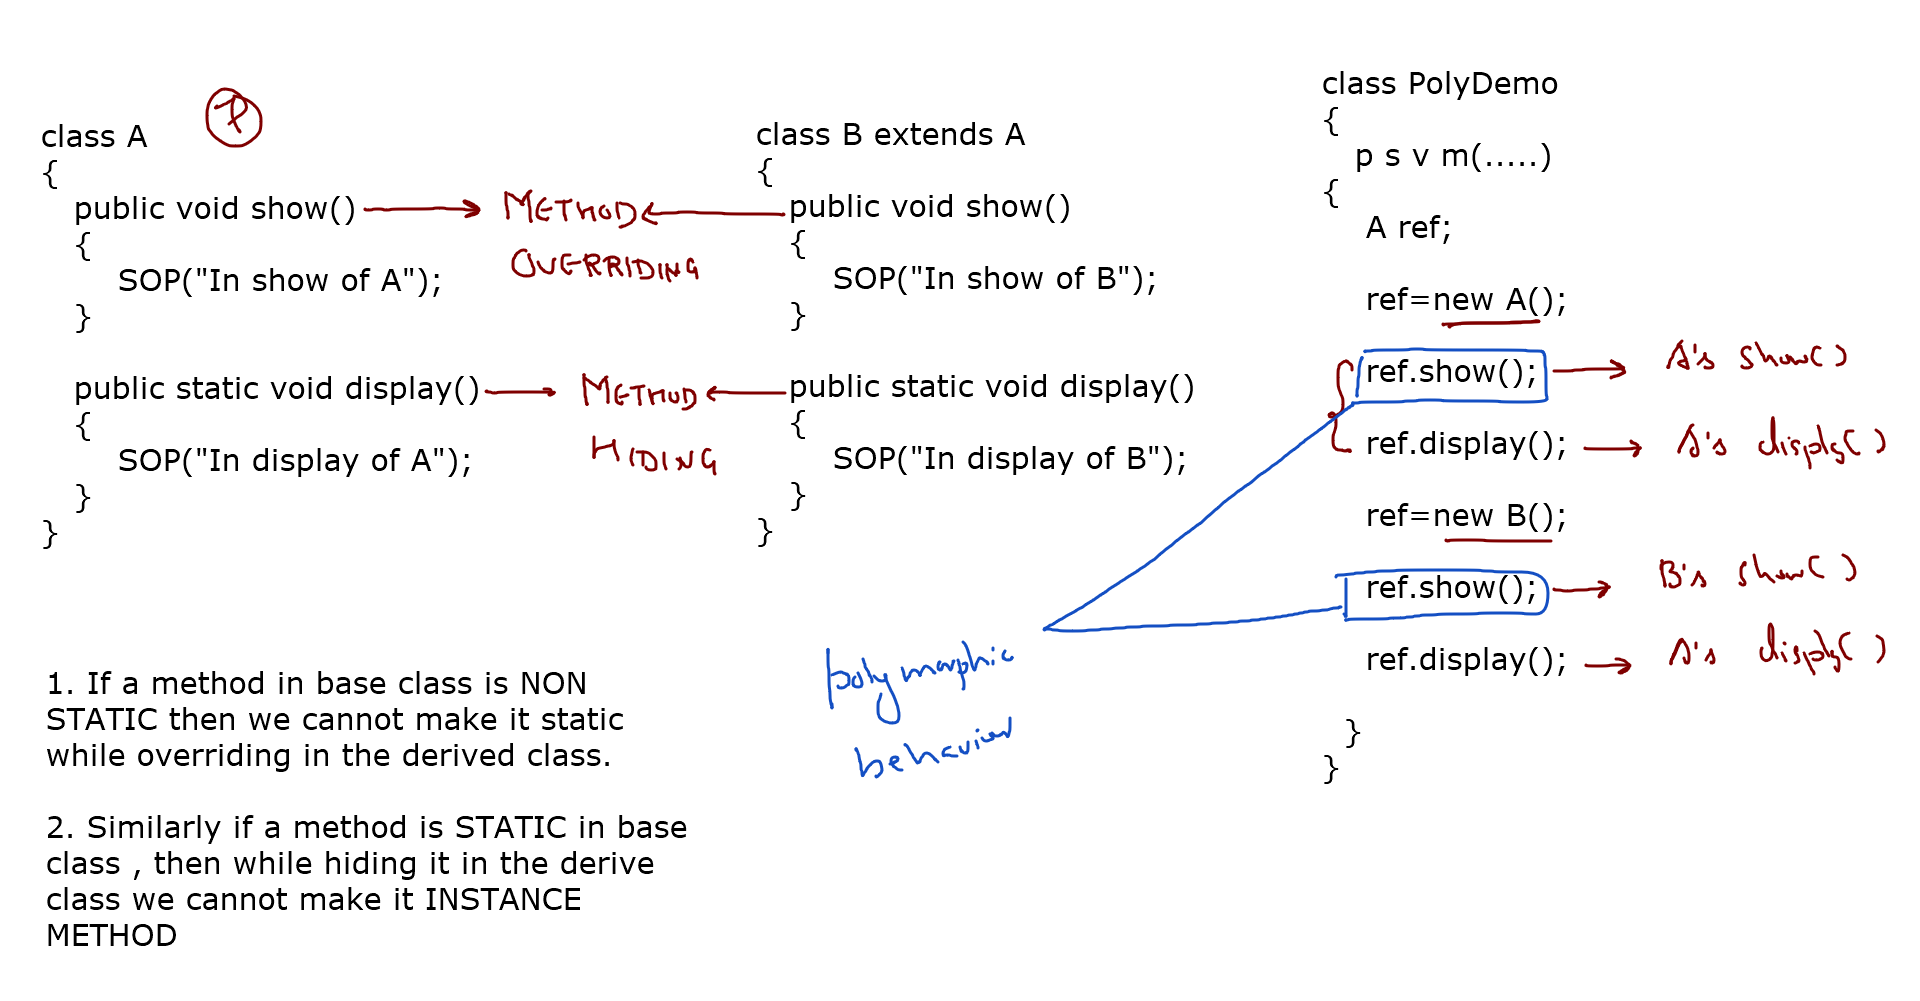 class A
{
public void show()
{
SOP("In show of A");
}
public static void display()
{
SOP("In display of A");
}
}
METHOD
OVERRIDING
METHOD
HIDING
class B extends A
{
public void show()
{
SOP("In show of B");
}
public static void display()
{
SOP("In display of B");
}
}
class PolyDemo
{
p s v m(.....)
{
A ref;
ref=new A();
ref.show(); A's show()
ref.display(); A's disply()
ref=new B();
ref.show(); B's show()
ref.display(); A's disply()
}
}
polymorphic
behaviour
1. If a method in base class is NON
STATIC then we cannot make it static
while overriding in the derived class.
2. Similarly if a method is STATIC in base
class , then while hiding it in the derive
class we cannot make it INSTANCE
METHOD